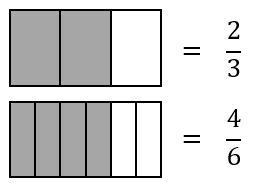 = 2/3
= 4/6